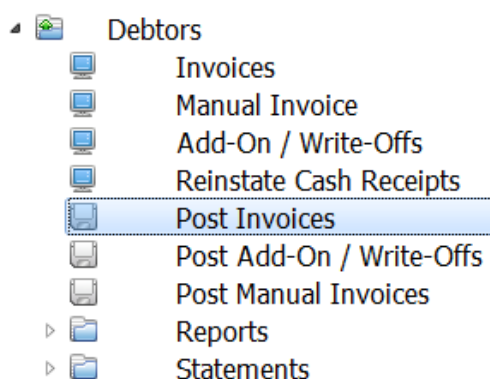 Debtors
Invoices
Manual Invoice
Add-On / Write-Offs
Reinstate Cash Receipts
Post Invoices
Post Add-On / Write-Offs
Post Manual Invoices
Reports
Statements